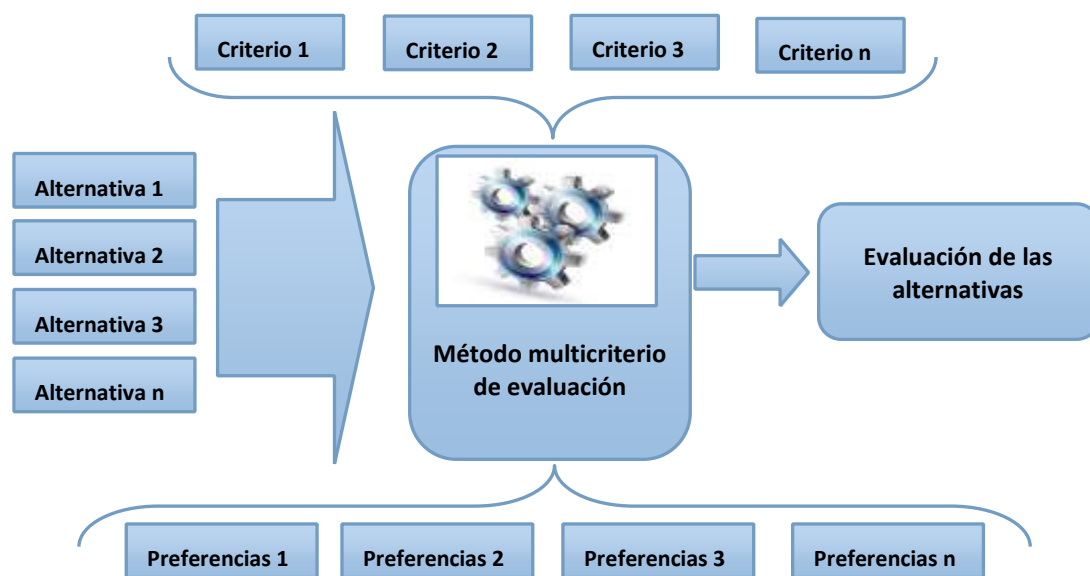 Criterio 1
Criterio 2
Criterio 3
Criterio n
Alternativa 1
Alternativa 2
Alternativa 3
Alternativa n
Método multicriterio
de evaluación
Evaluación de las
alternativas
Preferencias 1
Preferencias 2
Preferencias 3
Preferencias n